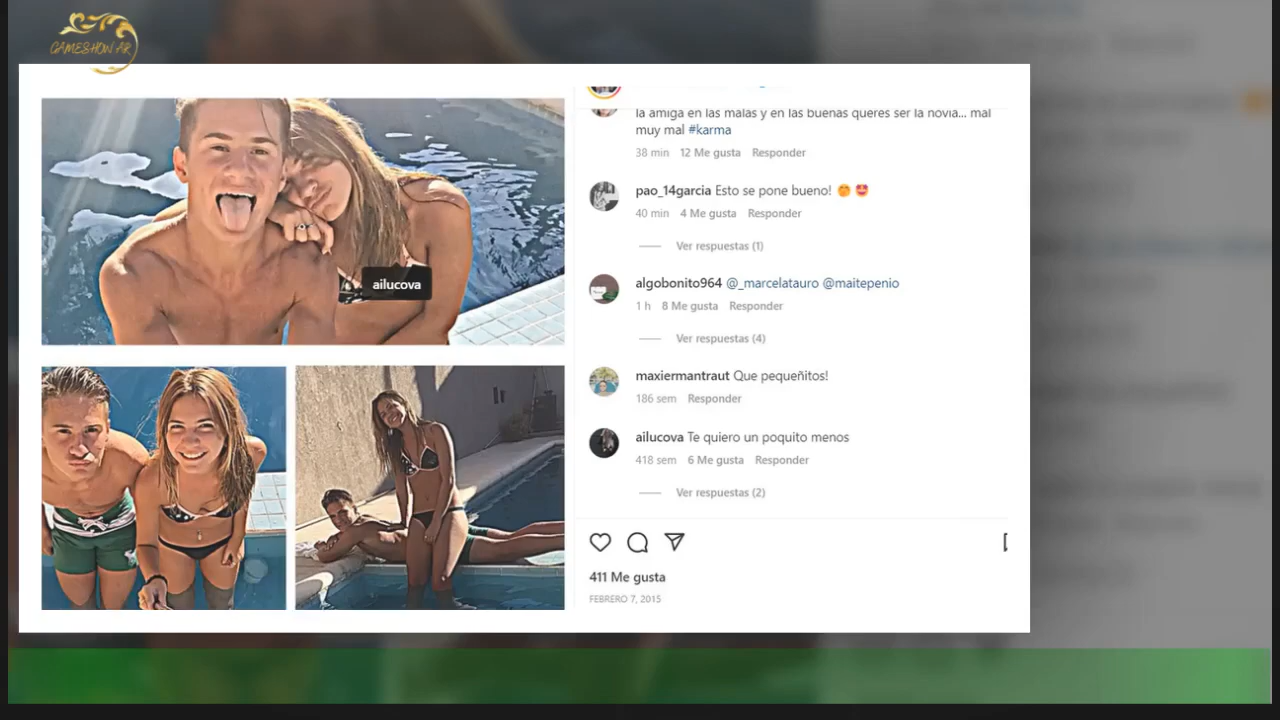 GAMESHOW AR
la amiga en las malas y en las buenas queres ser la novia... mal
muy mal #karma
38 min 12 Me gusta Responder
pao_14garcia Esto se pone bueno! 🤭 🤩
40 min 4 Me gusta Responder
Ver respuestas (1)
algobonito964 @_marcelatauro @maitepenio
1 h 8 Me gusta Responder
Ver respuestas (4)
maxiermantraut Que pequeñitos!
186 sem Responder
ailucova Te quiero un poquito menos
418 sem 6 Me gusta Responder
Ver respuestas (2)
411 Me gusta
FEBRERO 7, 2015
ailucova